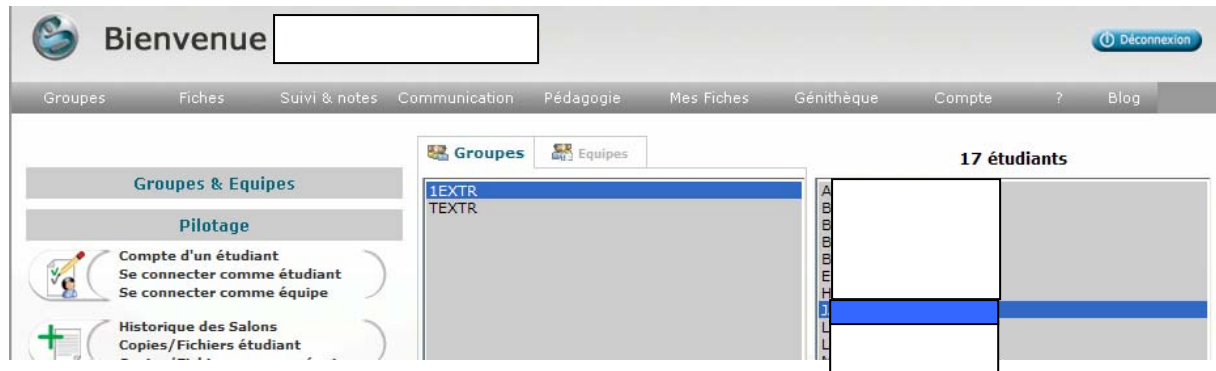 Bienvenue
Déconnexion
Groupes Fiches Suivi & notes Communication Pédagogie Mes Fiches Génithèque Compte ? Blog
Groupes Equipes
17 étudiants
Groupes & Equipes
Pilotage
1EXTR
TEXTR
A
B
B
B
B
E
H
L
L
Compte d'un étudiant
Se connecter comme étudiant
Se connecter comme équipe
Historique des Salons
Copies/Fichiers étudiant